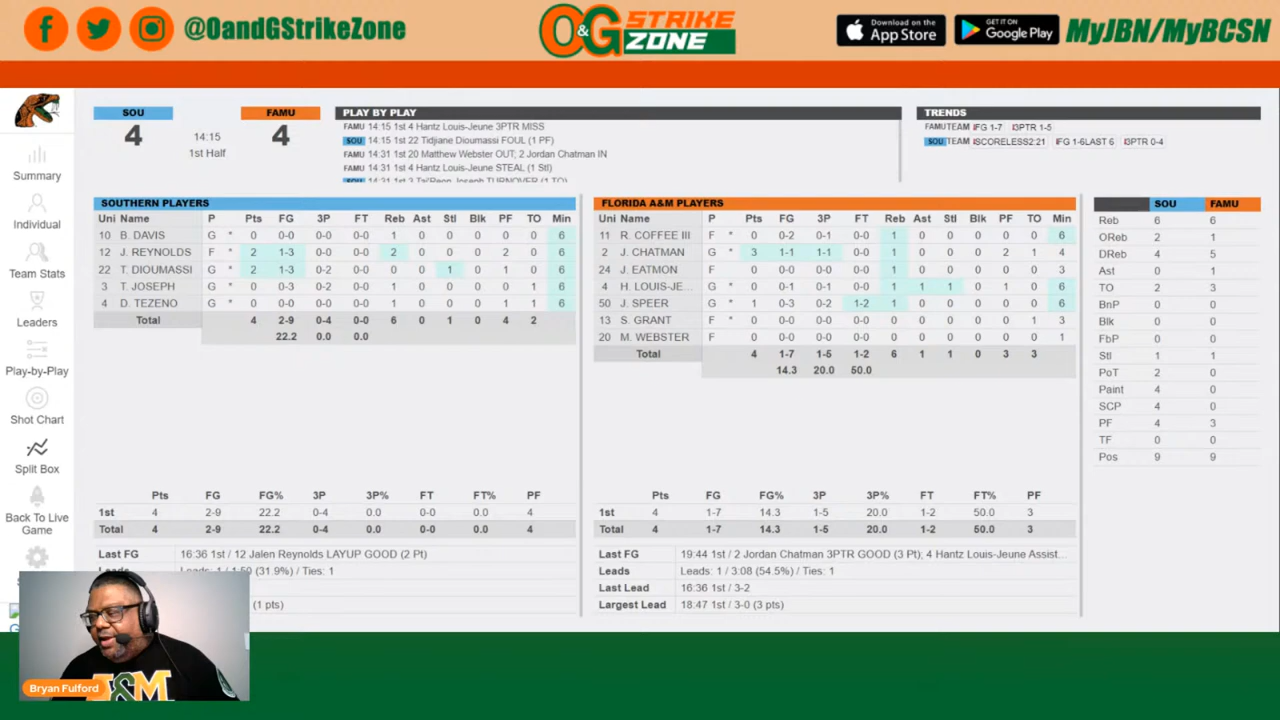 @OandGStrikeZone
O&G STRIKE ZONE
Download on the App Store
GET IT ON Google Play
MyJBN/MyBCSN
SOU
4
14:15
1st Half
FAMU
4
PLAY BY PLAY
FAMU 14:15 1st 4 Hantz Louis-Jeune 3PTR MISS
SOU 14:15 1st 22 Tidjiane Dioumassi FOUL (1 PF)
FAMU 14:31 1st 20 Matthew Webster OUT; 2 Jordan Chatman IN
FAMU 14:31 1st 4 Hantz Louis-Jeune STEAL (1 Stl)
SOU 14:31 1st 3 Tai'Reon Joseph TURNOVER (1 TO)
TRENDS
FAMU TEAM FG 1-7 3PTR 1-5
SOU TEAM SCORELESS 2:21 FG 1-6 LAST 6 3PTR 0-4
Summary
Individual
Team Stats
Leaders
Play-by-Play
Shot Chart
Split Box
Back To Live Game
SOUTHERN PLAYERS
Uni Name P Pts FG 3P FT Reb Ast Stl Blk PF TO Min
10 B. DAVIS G * 0 0-0 0-0 0-0 1 0 0 0 0 0 6
12 J. REYNOLDS F * 2 1-3 0-0 0-0 2 0 0 0 2 0 6
22 T. DIOUMASSI G * 2 1-3 0-0 0-0 0 0 1 0 1 0 6
3 T. JOSEPH G * 0 0-3 0-2 0-0 1 0 0 0 0 1 6
4 D. TEZENO G * 0 0-0 0-0 0-0 1 0 0 0 1 1 6
Total 4 2-9 0-4 0-0 6 0 1 0 4 2
22.2 0.0 0.0
FLORIDA A&M PLAYERS
Uni Name P Pts FG 3P FT Reb Ast Stl Blk PF TO Min
11 R. COFFEE III F * 0 0-2 0-1 0-0 1 0 0 0 0 0 6
2 J. CHATMAN G * 3 1-1 1-1 0-0 1 0 0 0 2 1 4
24 J. EATMON F 0 0-0 0-0 0-0 1 0 0 0 0 0 3
4 H. LOUIS-JE... G * 0 0-1 0-1 0-0 1 1 1 0 0 0 6
50 J. SPEER G * 1 0-3 0-2 1-2 1 0 0 0 0 0 6
13 S. GRANT F * 0 0-0 0-0 0-0 0 0 0 0 0 1 3
20 M. WEBSTER F 0 0-0 0-0 0-0 0 0 0 0 0 0 1
Total 4 1-7 1-5 1-2 6 1 1 0 3 3
14.3 20.0 50.0
SOU FAMU
Reb 6 6
OReb 2 1
DReb 4 5
Ast 0 1
TO 2 3
BnP 0 0
Blk 0 0
FbP 0 0
Stl 1 1
PoT 2 0
Paint 4 0
SCP 4 0
PF 4 3
TF 0 0
Pos 9 9
Pts FG FG% 3P 3P% FT FT% PF
1st 4 2-9 22.2 0-4 0.0 0-0 0.0 4
Total 4 2-9 22.2 0-4 0.0 0-0 0.0 4
Last FG 16:36 1st / 12 Jalen Reynolds LAYUP GOOD (2 Pt)
Leads Leads: 1 / 1:50 (31.9%) / Ties: 1
(1 pts)
Pts FG FG% 3P 3P% FT FT% PF
1st 4 1-7 14.3 1-5 20.0 1-2 50.0 3
Total 4 1-7 14.3 1-5 20.0 1-2 50.0 3
Last FG 19:44 1st / 2 Jordan Chatman 3PTR GOOD (3 Pt); 4 Hantz Louis-Jeune Assist...
Leads Leads: 1 / 3:08 (54.5%) / Ties: 1
Last Lead 16:36 1st / 3-2
Largest Lead 18:47 1st / 3-0 (3 pts)
A&M
Bryan Fulford